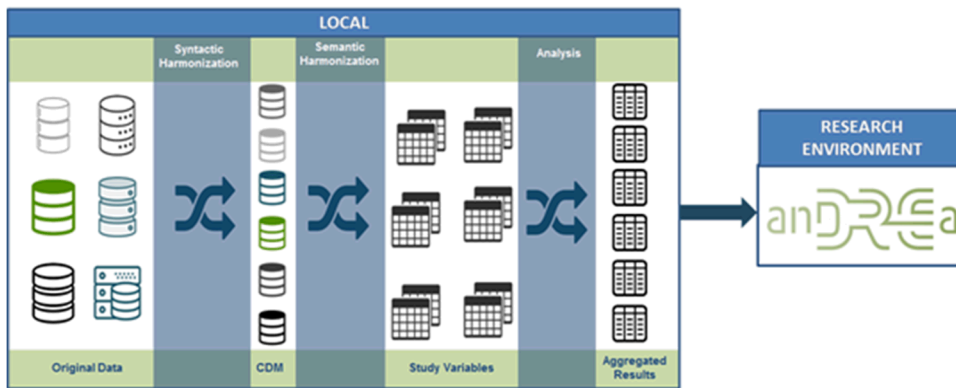 LOCAL
Syntactic
Harmonization
Semantic
Harmonization
Analysis
RESEARCH
ENVIRONMENT
anDREa
Original Data
CDM
Study Variables
Aggregated
Results